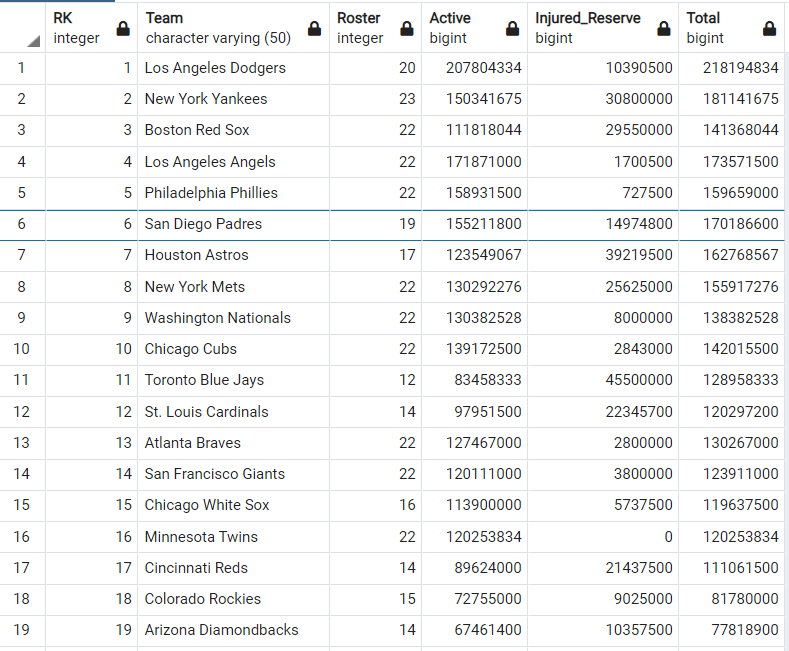 RK Team Roster Active Injured_Reserve Total
integer character varying (50) integer bigint bigint bigint
1 1 Los Angeles Dodgers 20 207804334 10390500 218194834
2 2 New York Yankees 23 150341675 30800000 181141675
3 3 Boston Red Sox 22 111818044 29550000 141368044
4 4 Los Angeles Angels 22 171871000 1700500 173571500
5 5 Philadelphia Phillies 22 158931500 727500 159659000
6 6 San Diego Padres 19 155211800 14974800 170186600
7 7 Houston Astros 17 123549067 39219500 162768567
8 8 New York Mets 22 130292276 25625000 155917276
9 9 Washington Nationals 22 130382528 8000000 138382528
10 10 Chicago Cubs 22 139172500 2843000 142015500
11 11 Toronto Blue Jays 12 83458333 45500000 128958333
12 12 St. Louis Cardinals 14 97951500 22345700 120297200
13 13 Atlanta Braves 22 127467000 2800000 130267000
14 14 San Francisco Giants 22 120111000 3800000 123911000
15 15 Chicago White Sox 16 113900000 5737500 119637500
16 16 Minnesota Twins 22 120253834 0 120253834
17 17 Cincinnati Reds 14 89624000 21437500 111061500
18 18 Colorado Rockies 15 72755000 9025000 81780000
19 19 Arizona Diamondbacks 14 67461400 10357500 77818900